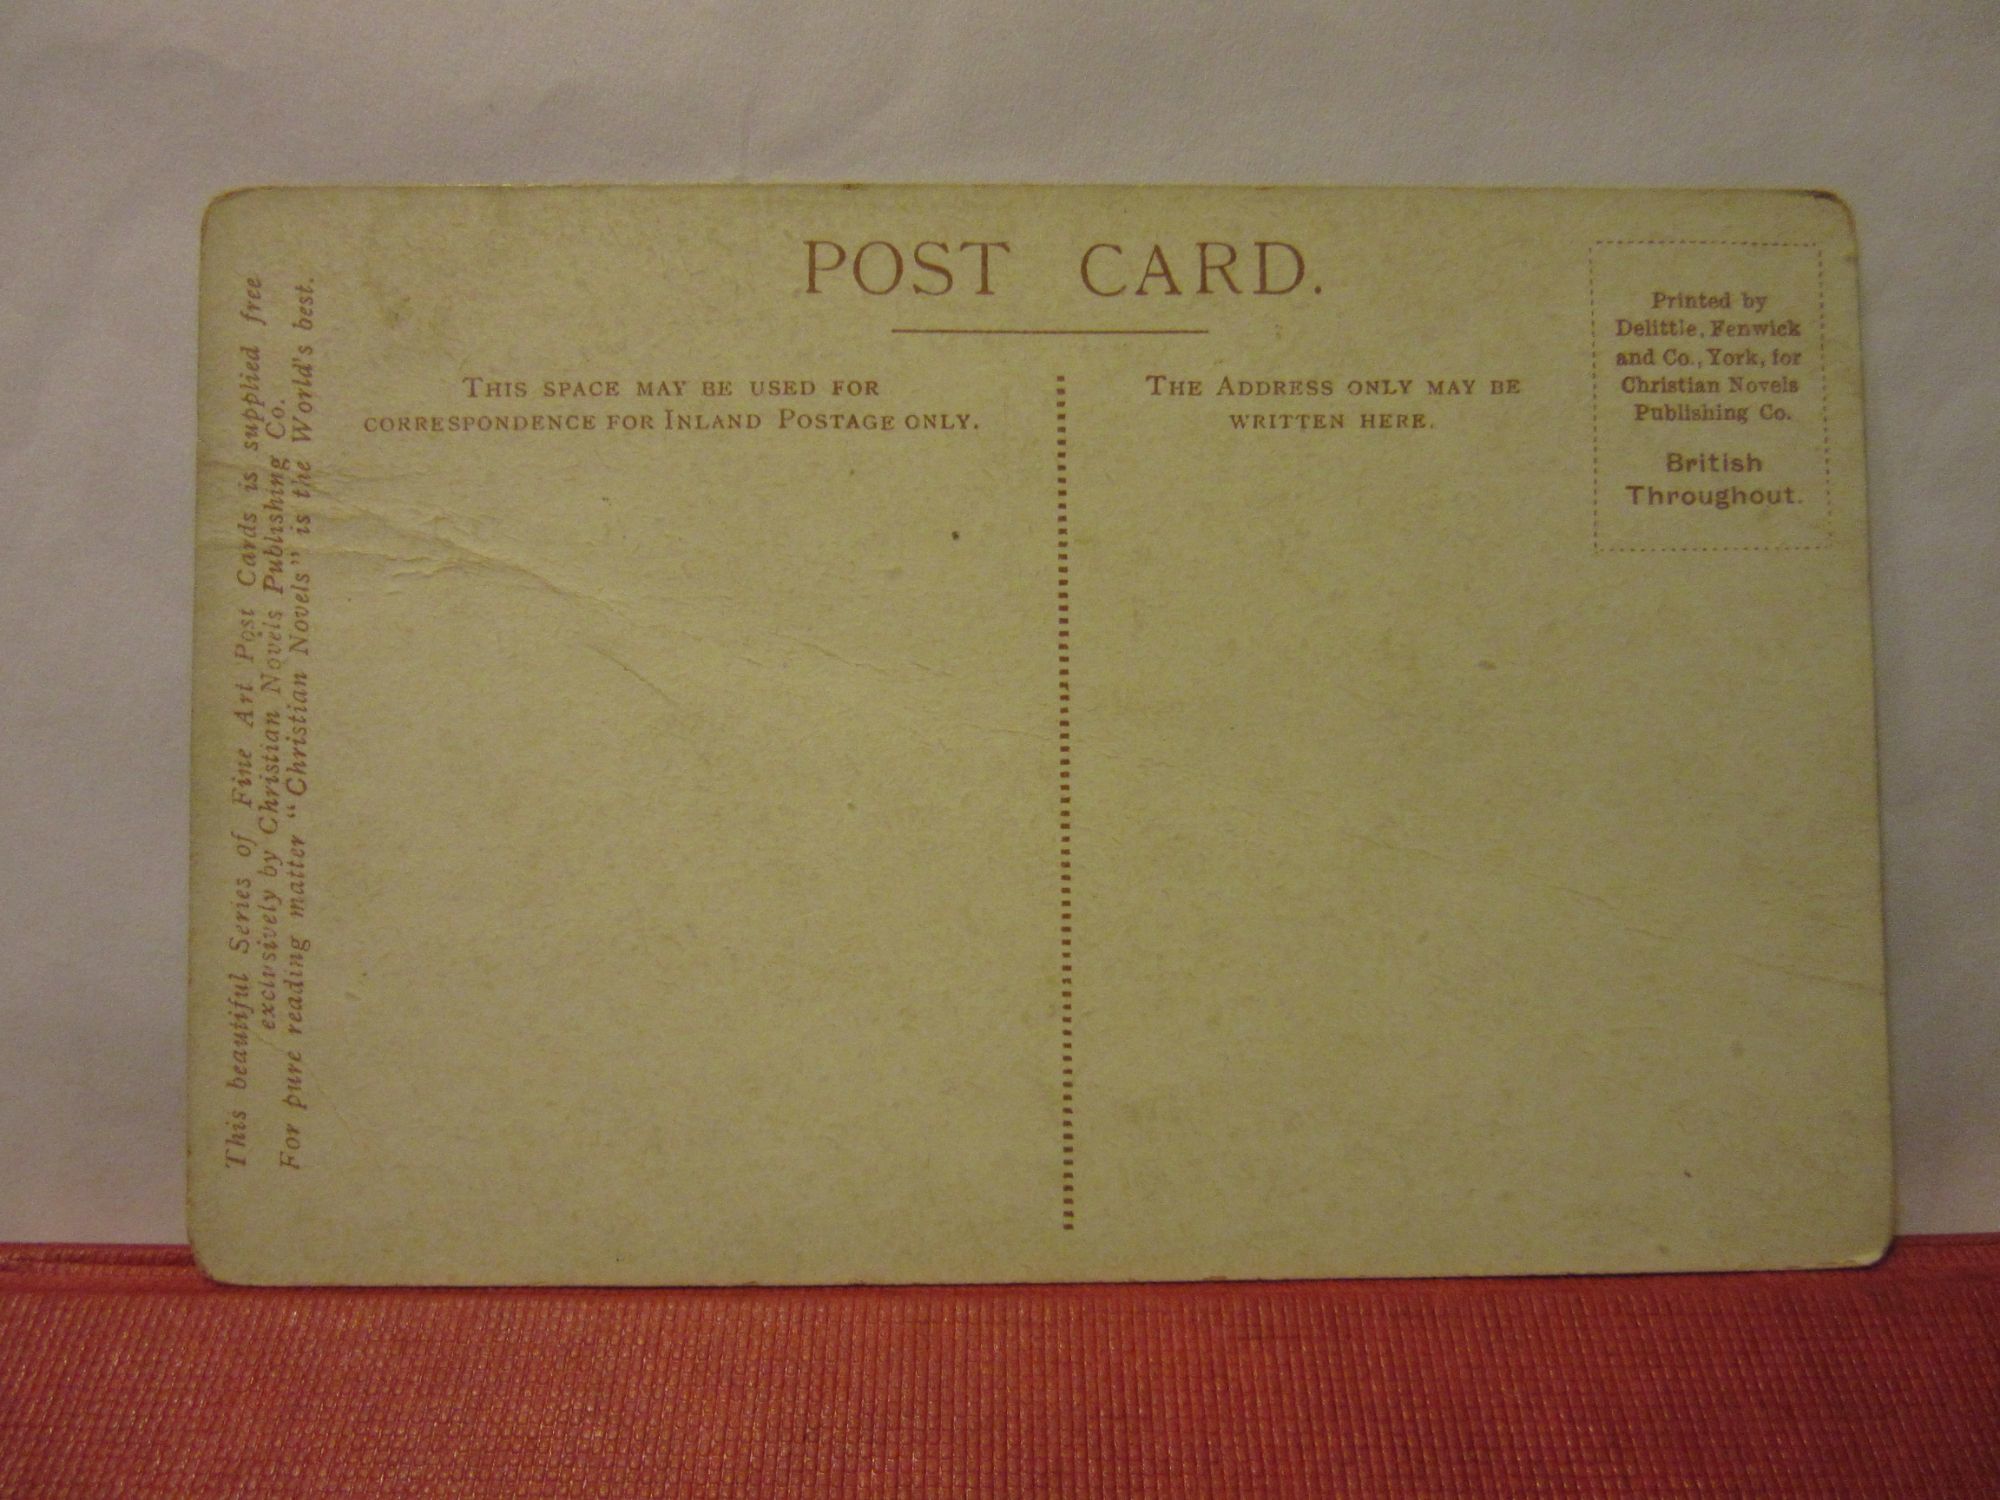 POST CARD.
This beautiful Series of Fine Art Post Cards is supplied free
exclusively by Christian Novels Publishing Co.
For pure reading matter "Christian Novels" is the World's best.
THIS SPACE MAY BE USED FOR
CORRESPONDENCE FOR INLAND POSTAGE ONLY.
THE ADDRESS ONLY MAY BE
WRITTEN HERE.
Printed by
Delittle, Fenwick
and Co., York, for
Christian Novels
Publishing Co.
British
Throughout.